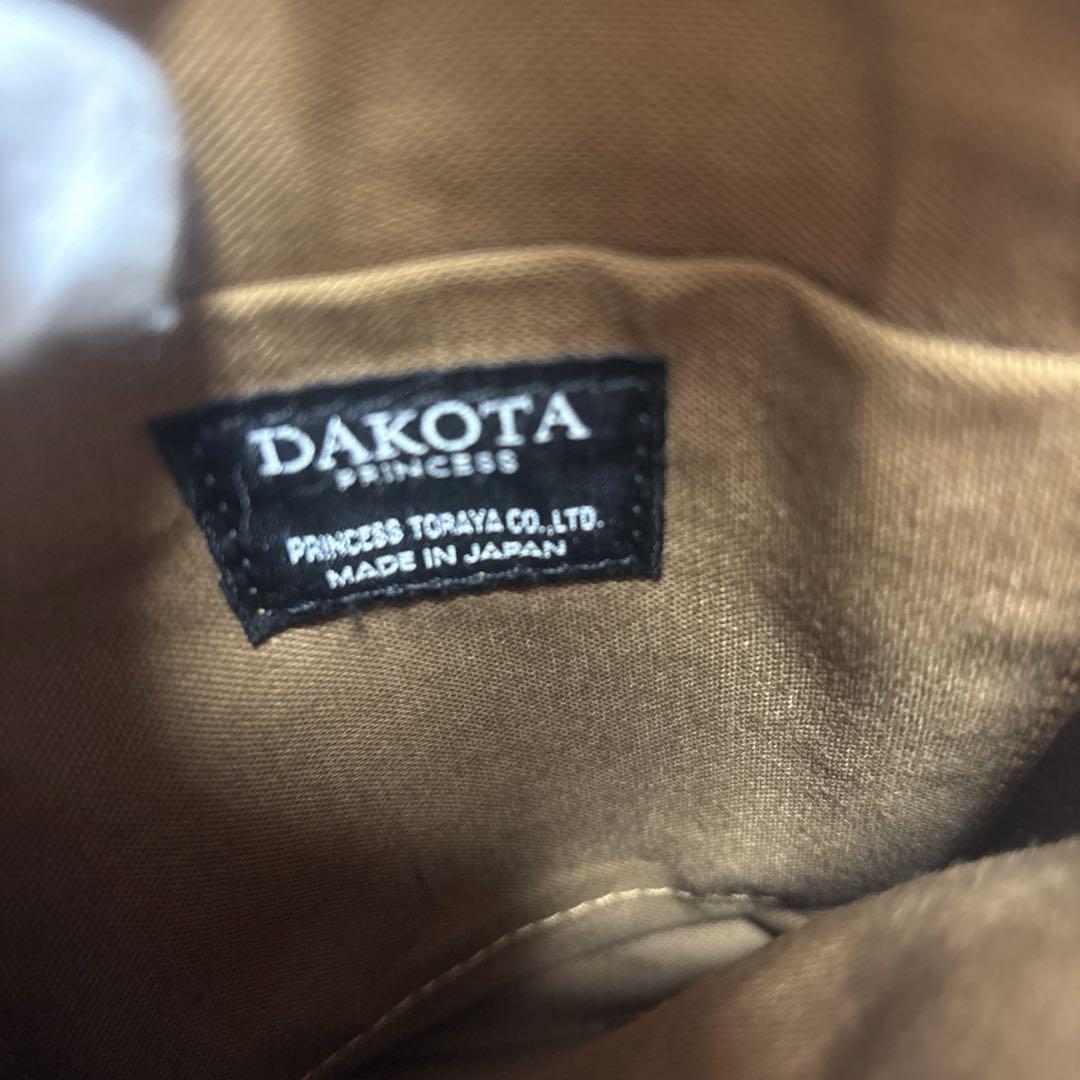 DAKOTA
PRINCESS
PRINCESS TORAYA CO.,LTD.
MADE IN JAPAN